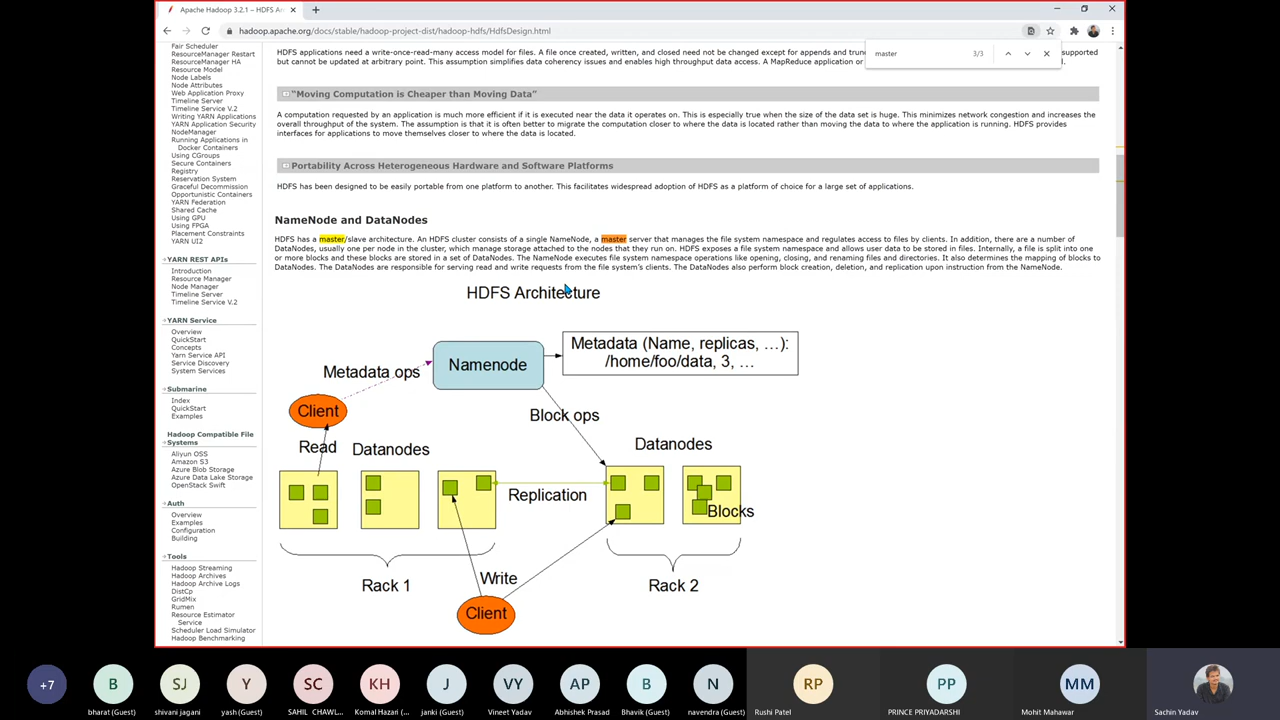 Apache Hadoop 3.2.1 – HDFS Ar
hadoop.apache.org/docs/stable/hadoop-project-dist/hadoop-hdfs/HdfsDesign.html
master
3/3
Fair Scheduler
ResourceManager Restart
ResourceManager HA
Resource Model
Node Labels
Node Attributes
Web Application Proxy
Timeline Server
Timeline Service V.2
Writing YARN Applications
YARN Application Security
NodeManager
Running Applications in
Docker Containers
Using CGroups
Secure Containers
Registry
Reservation System
Graceful Decommission
Opportunistic Containers
YARN Federation
Shared Cache
Using GPU
Using FPGA
Placement Constraints
YARN UI2
YARN REST APIs
Introduction
Resource Manager
Node Manager
Timeline Server
Timeline Service V.2
YARN Service
Overview
QuickStart
Concepts
Yarn Service API
Service Discovery
System Services
Submarine
Index
QuickStart
Examples
Hadoop Compatible File
Systems
Aliyun OSS
Amazon S3
Azure Blob Storage
Azure Data Lake Storage
OpenStack Swift
Auth
Overview
Examples
Configuration
Building
Tools
Hadoop Streaming
Hadoop Archives
Hadoop Archive Logs
DistCp
GridMix
Rumen
Resource Estimator
Service
Scheduler Load Simulator
Hadoop Benchmarking
HDFS applications need a write-once-read-many access model for files. A file once created, written, and closed need not be changed except for appends and trun supported
but cannot be updated at arbitrary point. This assumption simplifies data coherency issues and enables high throughput data access. A MapReduce application or l.
“Moving Computation is Cheaper than Moving Data”
A computation requested by an application is much more efficient if it is executed near the data it operates on. This is especially true when the size of the data set is huge. This minimizes network congestion and increases the
overall throughput of the system. The assumption is that it is often better to migrate the computation closer to where the data is located rather than moving the data to where the application is running. HDFS provides
interfaces for applications to move themselves closer to where the data is located.
Portability Across Heterogeneous Hardware and Software Platforms
HDFS has been designed to be easily portable from one platform to another. This facilitates widespread adoption of HDFS as a platform of choice for a large set of applications.
NameNode and DataNodes
HDFS has a master/slave architecture. An HDFS cluster consists of a single NameNode, a master server that manages the file system namespace and regulates access to files by clients. In addition, there are a number of
DataNodes, usually one per node in the cluster, which manage storage attached to the nodes that they run on. HDFS exposes a file system namespace and allows user data to be stored in files. Internally, a file is split into one
or more blocks and these blocks are stored in a set of DataNodes. The NameNode executes file system namespace operations like opening, closing, and renaming files and directories. It also determines the mapping of blocks to
DataNodes. The DataNodes are responsible for serving read and write requests from the file system’s clients. The DataNodes also perform block creation, deletion, and replication upon instruction from the NameNode.
HDFS Architecture
Namenode
Metadata (Name, replicas, …):
/home/foo/data, 3, …
Metadata ops
Client
Block ops
Read
Datanodes
Datanodes
Replication
Blocks
Rack 1
Write
Rack 2
Client
+7
B
SJ
Y
SC
KH
J
VY
AP
B
N
RP
PP
MM
bharat (Guest)
shivani jagani
yash (Guest)
SAHIL CHAWL...
Komal Hazari (...
janki (Guest)
Vineet Yadav
Abhishek Prasad
Bhavik (Guest)
navendra (Guest)
Rushi Patel
PRINCE PRIYADARSHI
Mohit Mahawar
Sachin Yadav